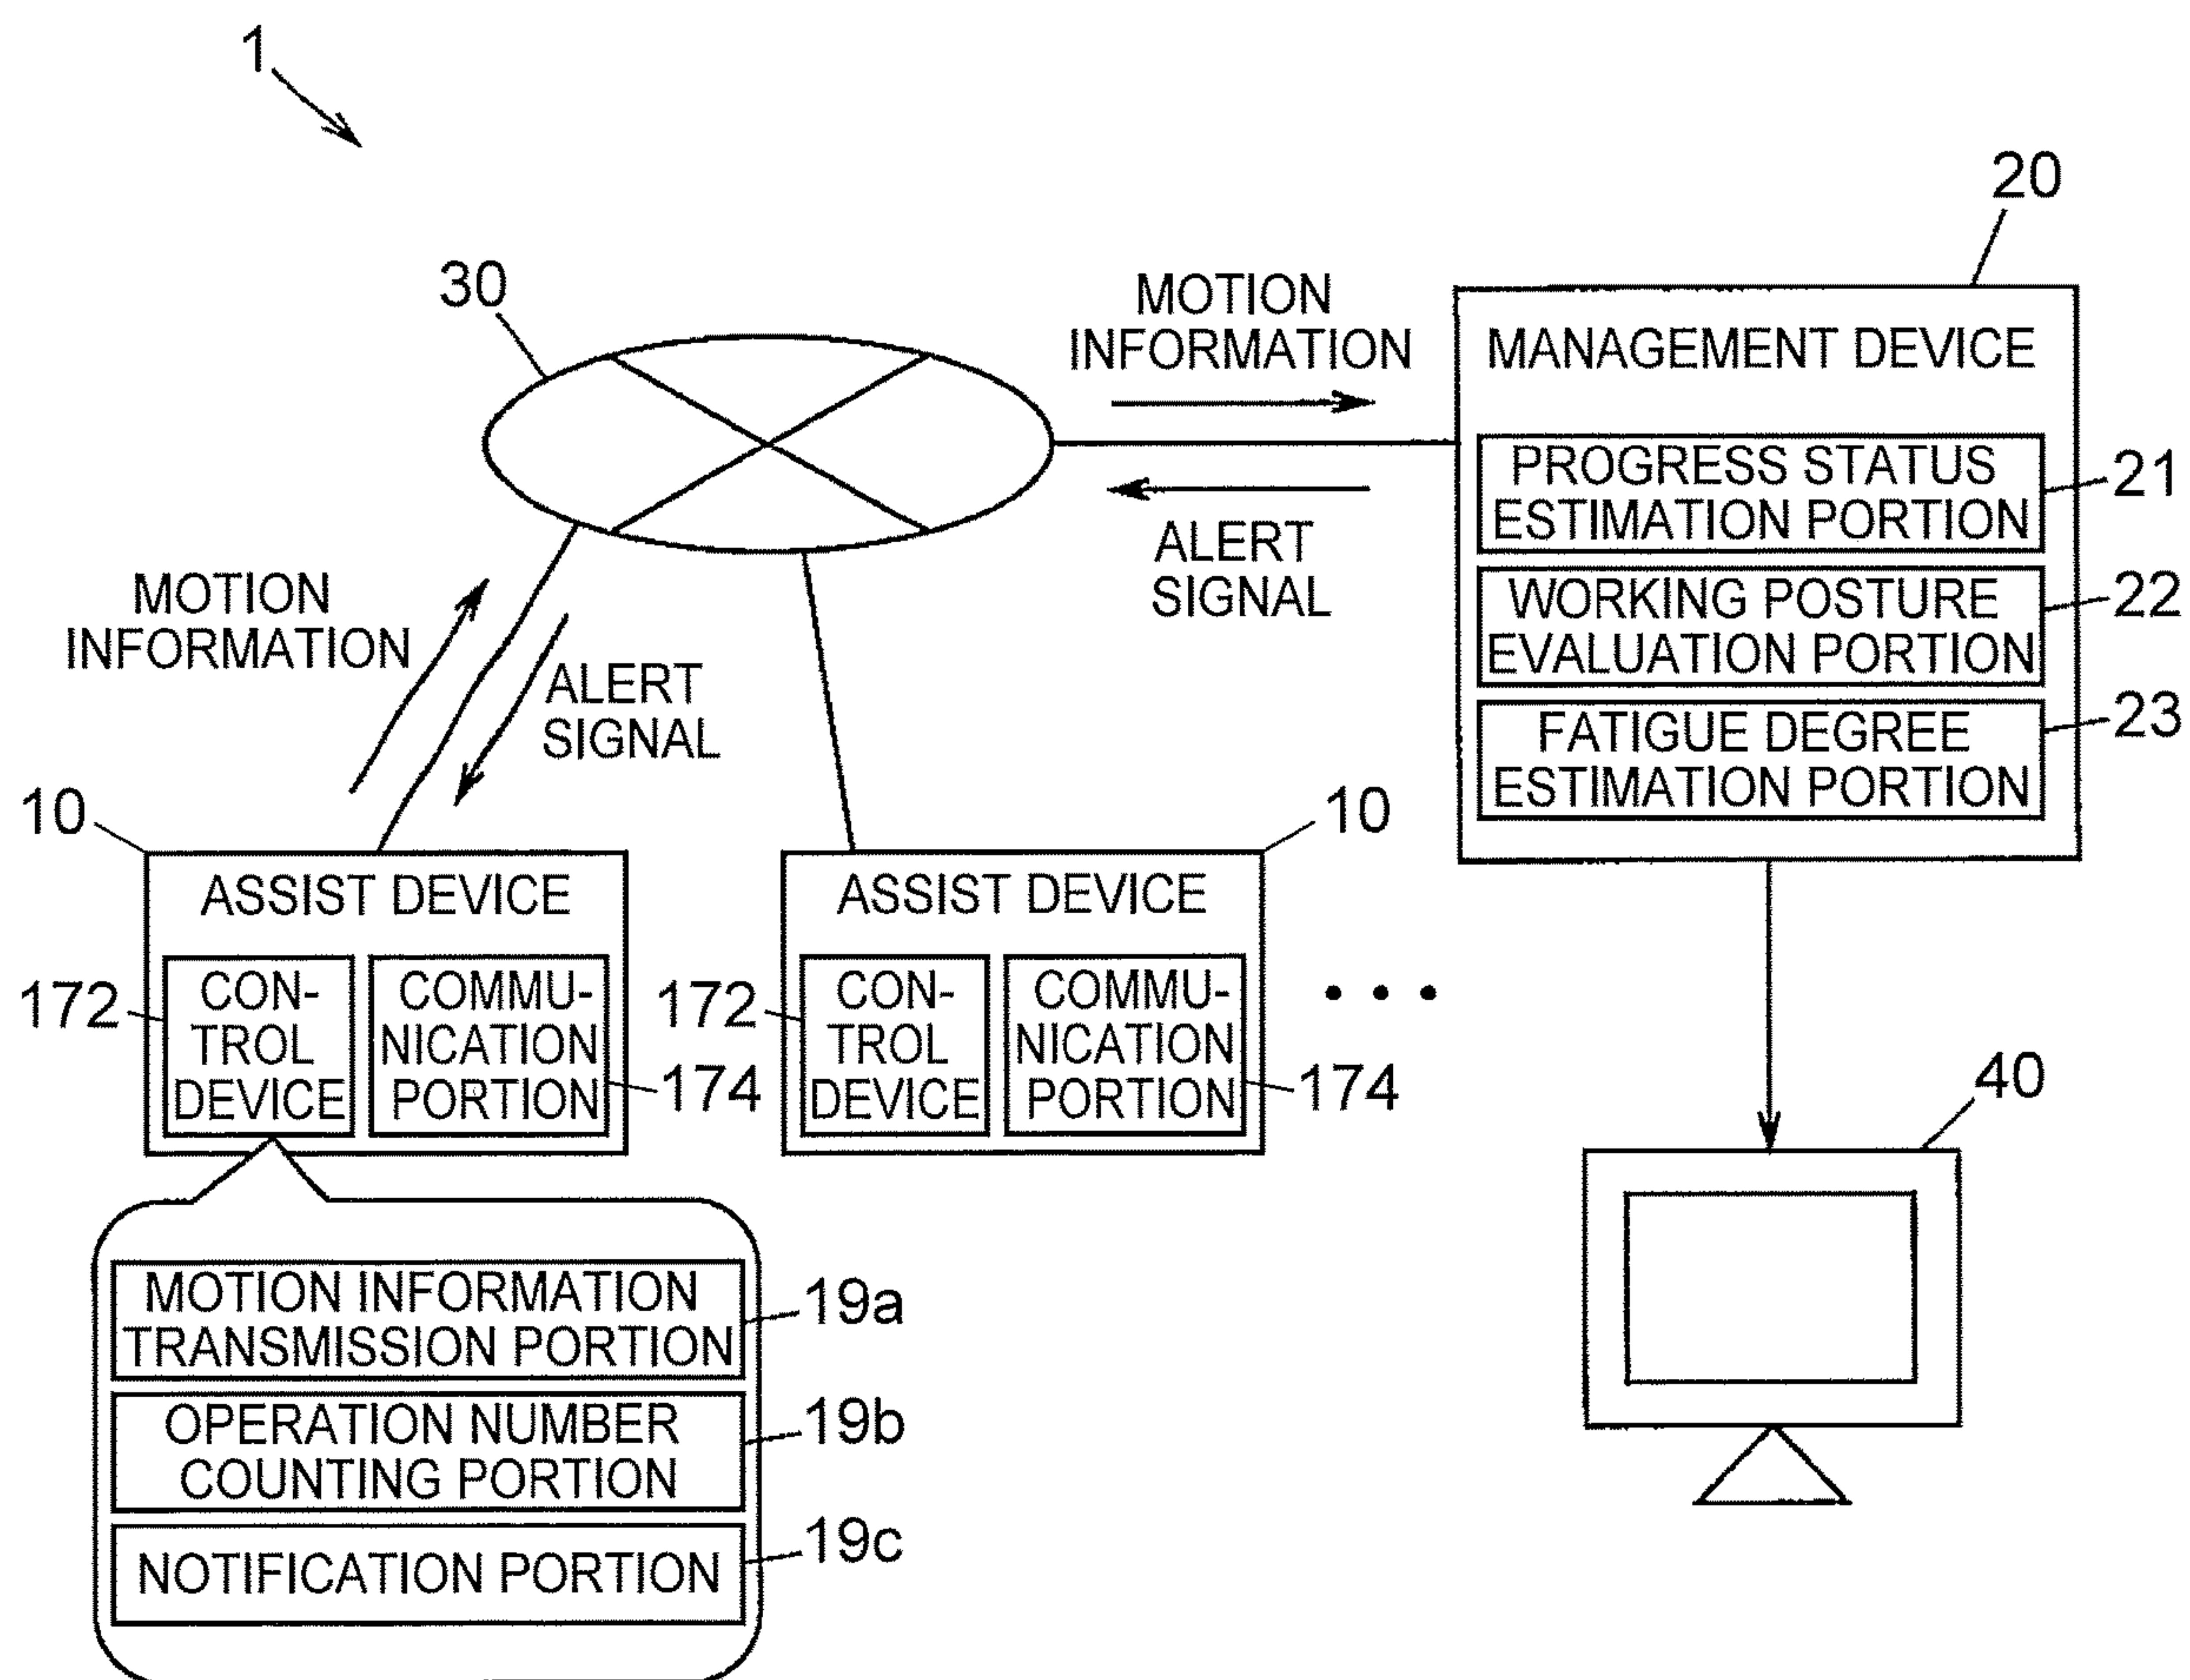 1
20
30
MOTION
INFORMATION
MANAGEMENT DEVICE
PROGRESS STATUS
ESTIMATION PORTION
21
ALERT
SIGNAL
WORKING POSTURE
EVALUATION PORTION
22
FATIGUE DEGREE
ESTIMATION PORTION
23
MOTION
INFORMATION
ALERT
SIGNAL
10
ASSIST DEVICE
172
CON-
TROL
DEVICE
COMMU-
NICATION
PORTION
174
10
ASSIST DEVICE
172
CON-
TROL
DEVICE
COMMU-
NICATION
PORTION
174
• • •
40
MOTION INFORMATION
TRANSMISSION PORTION
19a
OPERATION NUMBER
COUNTING PORTION
19b
NOTIFICATION PORTION
19c